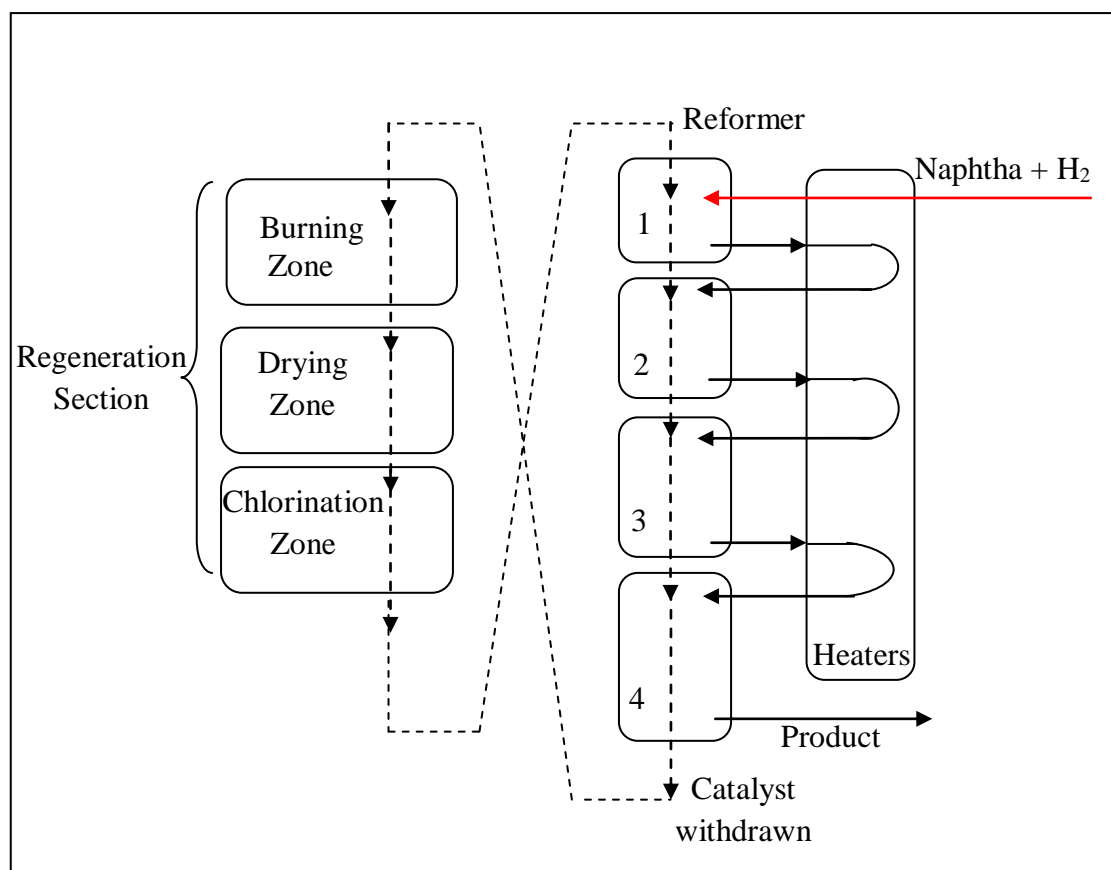 Reformer
Naphtha + H₂
1
Burning
Zone
2
Regeneration
Section
Drying
Zone
3
Chlorination
Zone
Heaters
4
Product
Catalyst
withdrawn